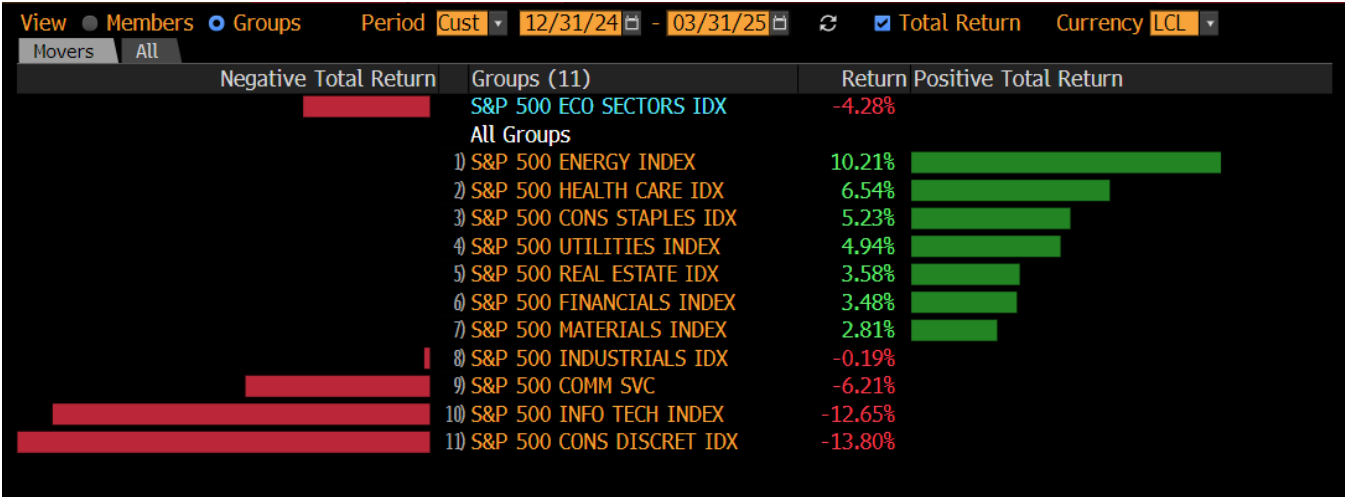 View Members Groups Period Cust 12/31/24 - 03/31/25 Total Return Currency LCL
Movers All
Negative Total Return Groups (11) Return Positive Total Return
S&P 500 ECO SECTORS IDX -4.28%
All Groups
1) S&P 500 ENERGY INDEX 10.21%
2) S&P 500 HEALTH CARE IDX 6.54%
3) S&P 500 CONS STAPLES IDX 5.23%
4) S&P 500 UTILITIES INDEX 4.94%
5) S&P 500 REAL ESTATE IDX 3.58%
6) S&P 500 FINANCIALS INDEX 3.48%
7) S&P 500 MATERIALS INDEX 2.81%
8) S&P 500 INDUSTRIALS IDX -0.19%
9) S&P 500 COMM SVC -6.21%
10) S&P 500 INFO TECH INDEX -12.65%
11) S&P 500 CONS DISCRET IDX -13.80%